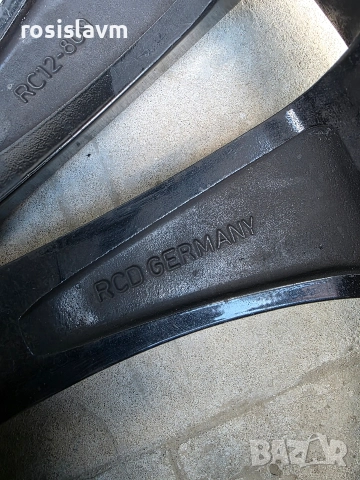 rosislavm
RC12-8
RCD GERMANY
BAZAR